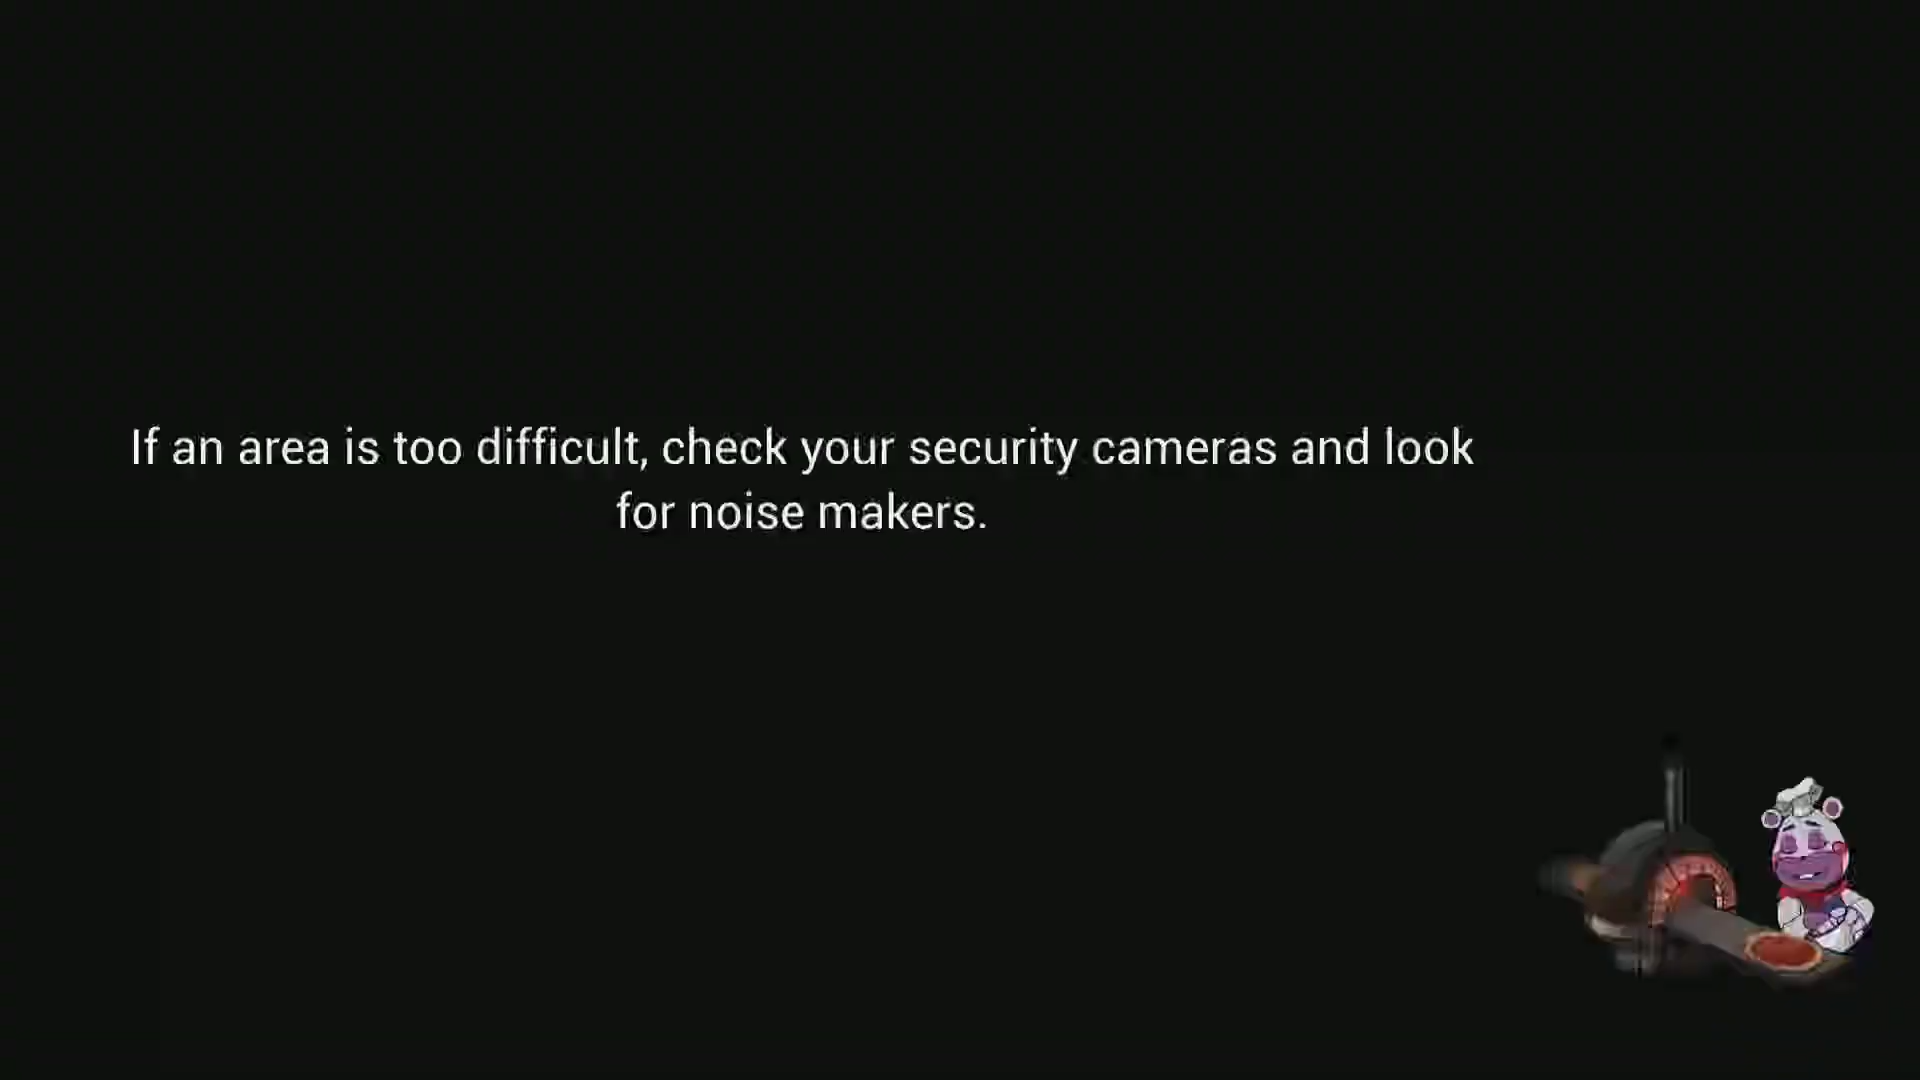 If an area is too difficult, check your security cameras and look
for noise makers.